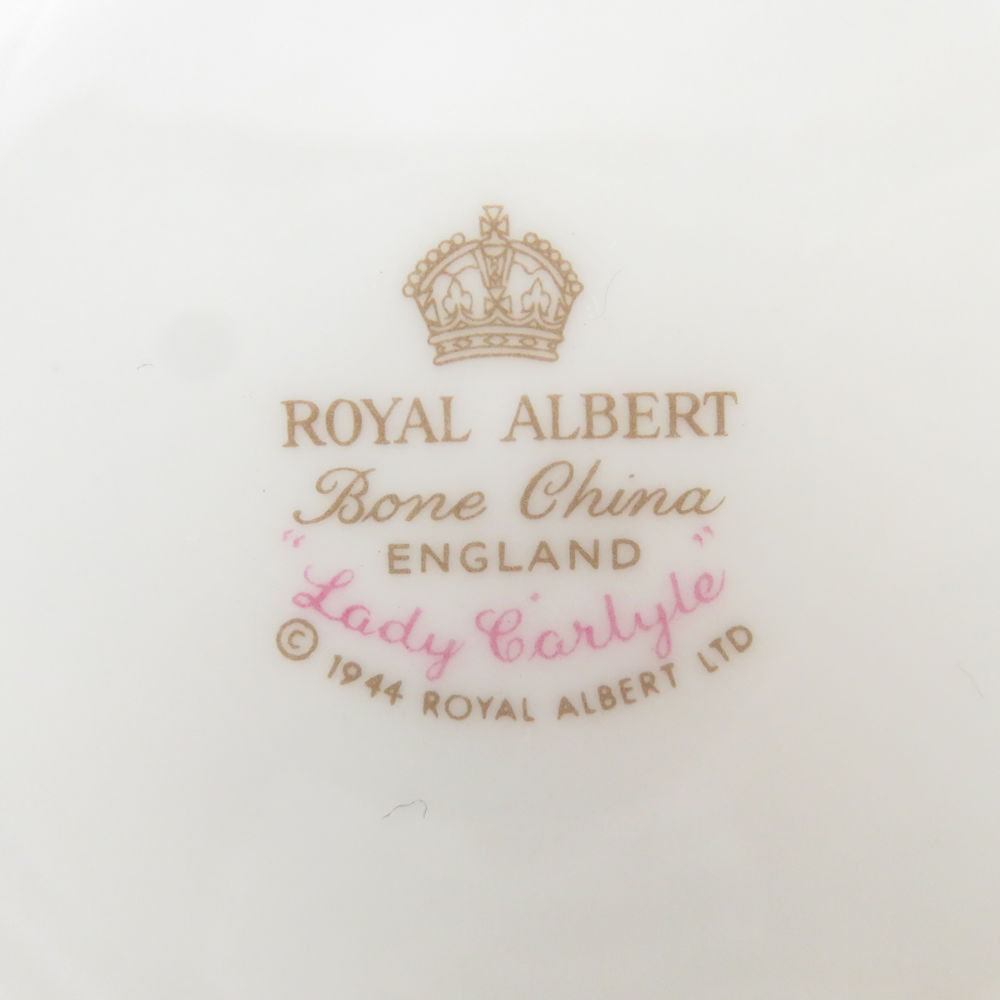 ROYAL ALBERT
Bone China
ENGLAND
"Lady Carlyle"
© 1944 ROYAL ALBERT LTD